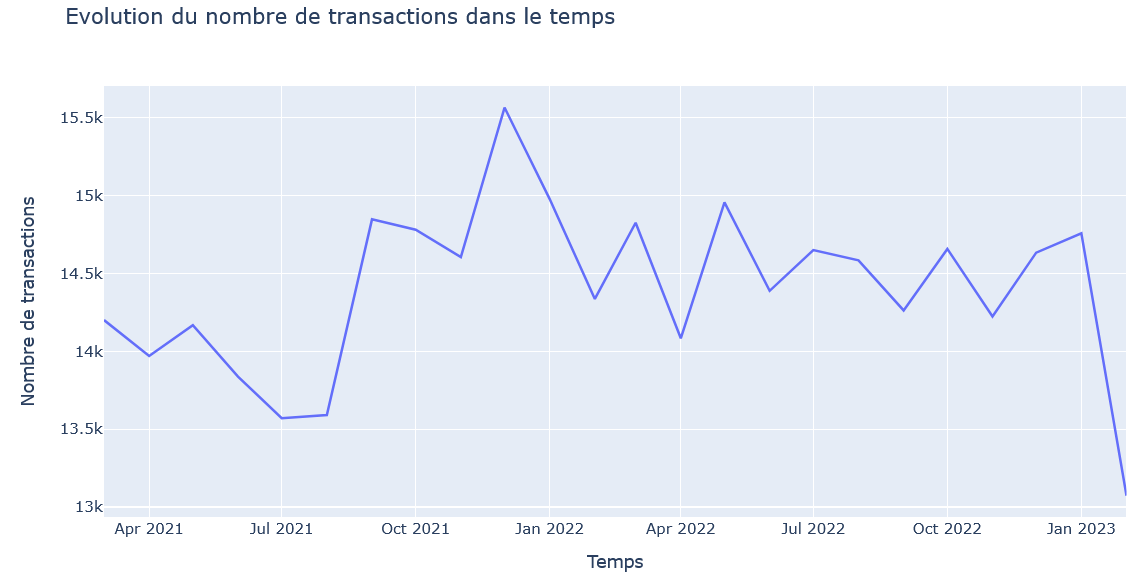 Evolution du nombre de transactions dans le temps
15.5k
15k
14.5k
14k
13.5k
13k
Nombre de transactions
Apr 2021
Jul 2021
Oct 2021
Jan 2022
Apr 2022
Jul 2022
Oct 2022
Jan 2023
Temps